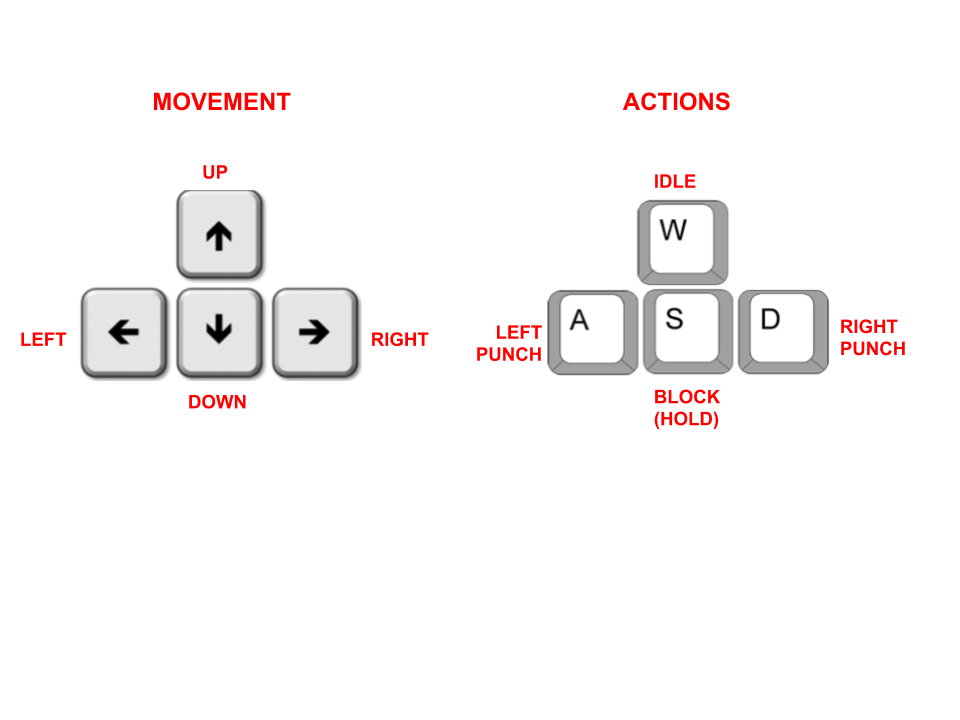 MOVEMENT
UP
↑
LEFT
← ↓ →
RIGHT
DOWN
ACTIONS
IDLE
W
LEFT
PUNCH
A S D
RIGHT
PUNCH
BLOCK
(HOLD)